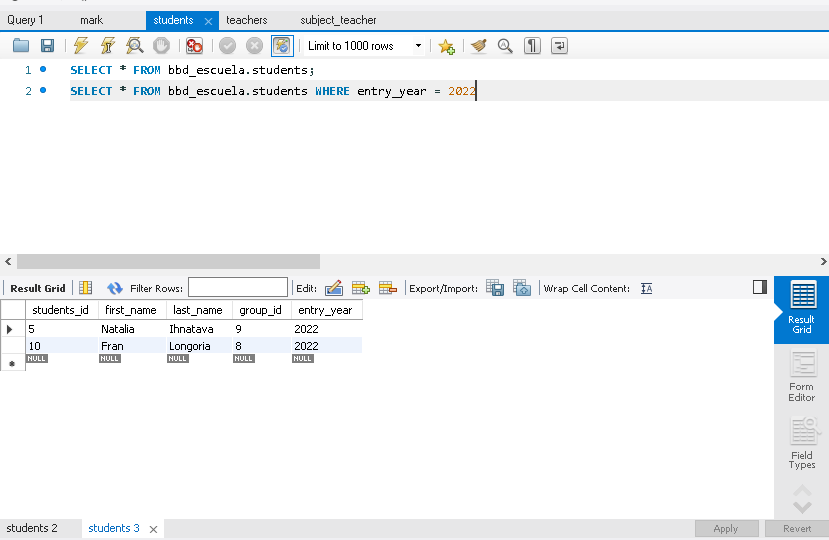 Query 1 mark students teachers subject_teacher
Limit to 1000 rows
1 SELECT * FROM bbd_escuela.students;
2 SELECT * FROM bbd_escuela.students WHERE entry_year = 2022
Result Grid Filter Rows: Edit: Export/Import: Wrap Cell Content:
students_id first_name last_name group_id entry_year
5 Natalia Ihnatava 9 2022
10 Fran Longoria 8 2022
NULL NULL NULL NULL NULL
Result
Grid
Form
Editor
Field
Types
students 2 students 3 Apply Revert